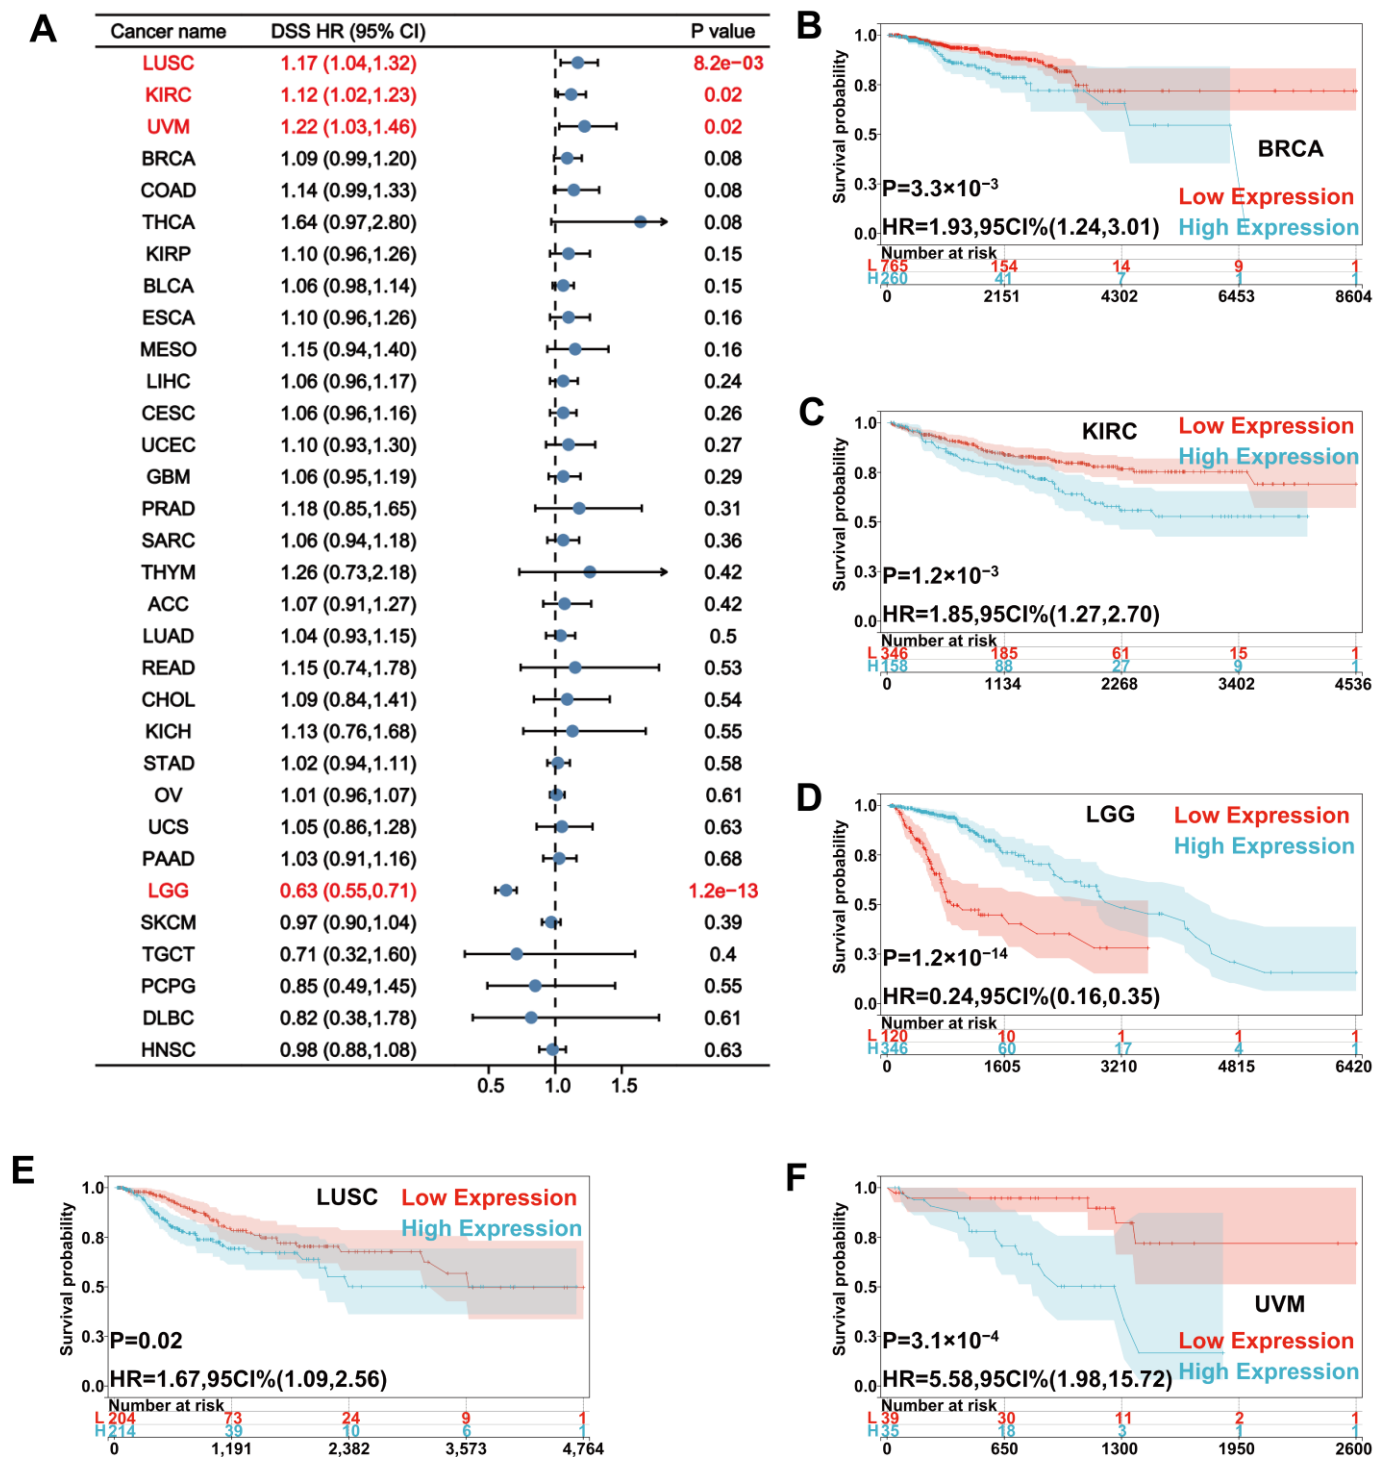 A
Cancer name DSS HR (95% CI) P value
LUSC 1.17 (1.04,1.32) 8.2e−03
KIRC 1.12 (1.02,1.23) 0.02
UVM 1.22 (1.03,1.46) 0.02
BRCA 1.09 (0.99,1.20) 0.08
COAD 1.14 (0.99,1.33) 0.08
THCA 1.64 (0.97,2.80) 0.08
KIRP 1.10 (0.96,1.26) 0.15
BLCA 1.06 (0.98,1.14) 0.15
ESCA 1.10 (0.96,1.26) 0.16
MESO 1.15 (0.94,1.40) 0.16
LIHC 1.06 (0.96,1.17) 0.24
CESC 1.06 (0.96,1.16) 0.26
UCEC 1.10 (0.93,1.30) 0.27
GBM 1.06 (0.95,1.19) 0.29
PRAD 1.18 (0.85,1.65) 0.31
SARC 1.06 (0.94,1.18) 0.36
THYM 1.26 (0.73,2.18) 0.42
ACC 1.07 (0.91,1.27) 0.42
LUAD 1.04 (0.93,1.15) 0.5
READ 1.15 (0.74,1.78) 0.53
CHOL 1.09 (0.84,1.41) 0.54
KICH 1.13 (0.76,1.68) 0.55
STAD 1.02 (0.94,1.11) 0.58
OV 1.01 (0.96,1.07) 0.61
UCS 1.05 (0.86,1.28) 0.63
PAAD 1.03 (0.91,1.16) 0.68
LGG 0.63 (0.55,0.71) 1.2e−13
SKCM 0.97 (0.90,1.04) 0.39
TGCT 0.71 (0.32,1.60) 0.4
PCPG 0.85 (0.49,1.45) 0.55
DLBC 0.82 (0.38,1.78) 0.61
HNSC 0.98 (0.88,1.08) 0.63
0.5 1.0 1.5
B
Survival probability
1.0
0.8
0.5
0.3
0.0
BRCA
P=3.3×10⁻³
Low Expression
HR=1.93,95CI%(1.24,3.01)
High Expression
Number at risk
L 765 154 14 9 1
H 260 41 7 1 1
0 2151 4302 6453 8604
C
Survival probability
1.0
0.8
0.5
0.3
0.0
KIRC
Low Expression
High Expression
P=1.2×10⁻³
HR=1.85,95CI%(1.27,2.70)
Number at risk
L 346 185 61 15 1
H 158 88 27 9 1
0 1134 2268 3402 4536
D
Survival probability
1.0
0.8
0.5
0.3
0.0
LGG
Low Expression
High Expression
P=1.2×10⁻¹⁴
HR=0.24,95CI%(0.16,0.35)
Number at risk
L 120 10 1 1 1
H 346 60 17 4 1
0 1605 3210 4815 6420
E
Survival probability
1.0
0.8
0.5
0.3
0.0
LUSC
Low Expression
High Expression
P=0.02
HR=1.67,95CI%(1.09,2.56)
Number at risk
L 204 73 24 9 1
H 214 39 10 6 1
0 1,191 2,382 3,573 4,764
F
Survival probability
1.0
0.8
0.5
0.3
0.0
UVM
P=3.1×10⁻⁴
Low Expression
HR=5.58,95CI%(1.98,15.72)
High Expression
Number at risk
L 39 30 11 2 1
H 35 18 3 1 1
0 650 1300 1950 2600